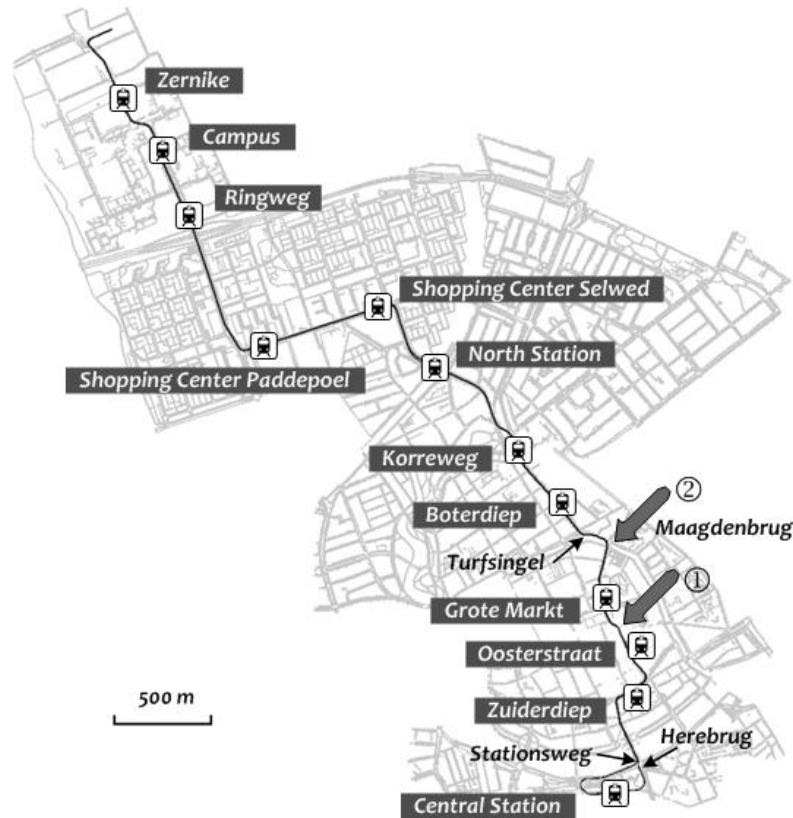 Zernike
Campus
Ringweg
Shopping Center Selwed
North Station
Shopping Center Paddepoel
Korreweg
②
Boterdiep
Maagdenbrug
Turfsingel
①
Grote Markt
Oosterstraat
500 m
Zuiderdiep
Herebrug
Stationsweg
Central Station